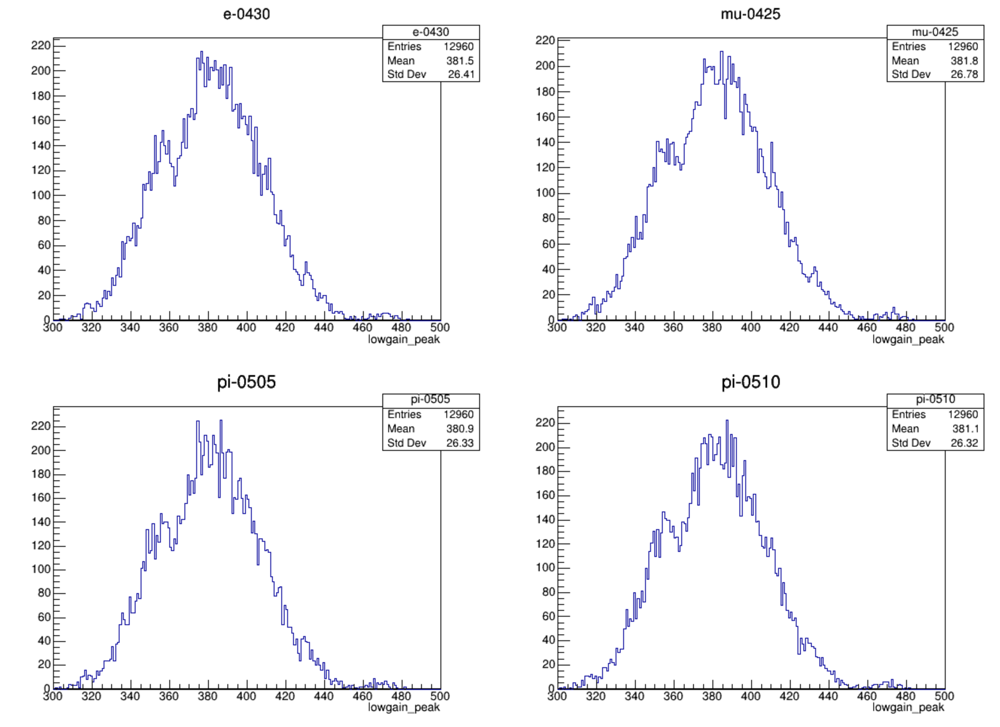 e-0430
e-0430
Entries 12960
Mean 381.5
Std Dev 26.41
220
200
180
160
140
120
100
80
60
40
20
0
300 320 340 360 380 400 420 440 460 480 500
lowgain_peak
mu-0425
mu-0425
Entries 12960
Mean 381.8
Std Dev 26.78
220
200
180
160
140
120
100
80
60
40
20
0
300 320 340 360 380 400 420 440 460 480 500
lowgain_peak
pi-0505
pi-0505
Entries 12960
Mean 380.9
Std Dev 26.33
220
200
180
160
140
120
100
80
60
40
20
0
300 320 340 360 380 400 420 440 460 480 500
lowgain_peak
pi-0510
pi-0510
Entries 12960
Mean 381.1
Std Dev 26.32
220
200
180
160
140
120
100
80
60
40
20
0
300 320 340 360 380 400 420 440 460 480 500
lowgain_peak